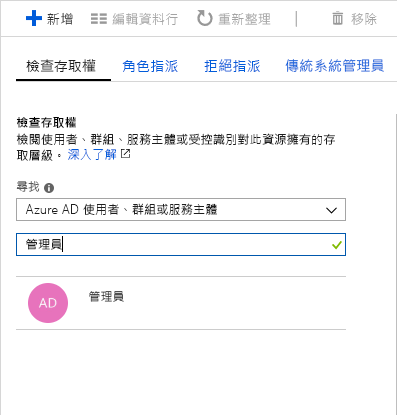 新增 編輯資料行 重新整理 移除
檢查存取權 角色指派 拒絕指派 傳統系統管理員
檢查存取權
檢閱使用者、群組、服務主體或受控識別對此資源擁有的存
取層級。深入了解
尋找
Azure AD 使用者、群組或服務主體
管理員
AD 管理員